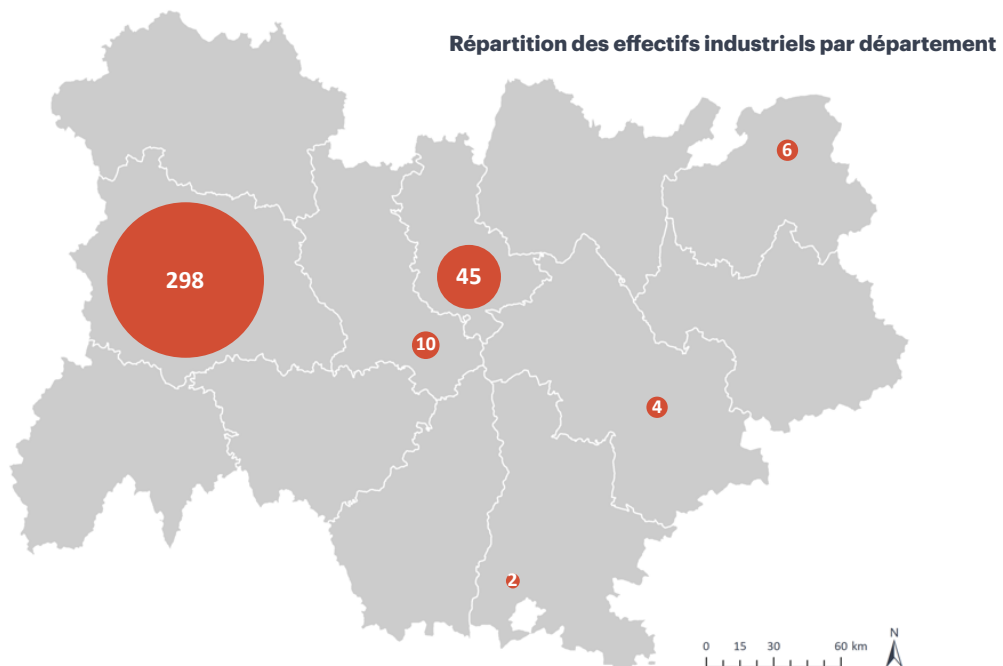 Répartition des effectifs industriels par département
6
298
45
10
4
2
0 15 30 60 km
N